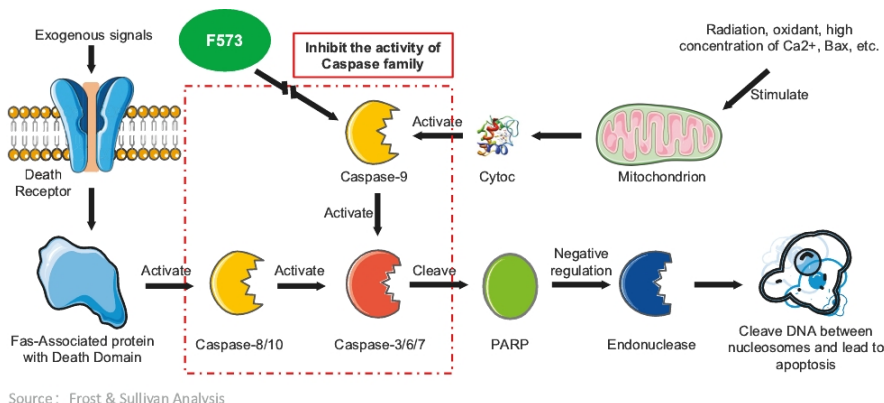 Exogenous signals
F573
Inhibit the activity of
Caspase family
Radiation, oxidant, high
concentration of Ca2+, Bax, etc.
Stimulate
Activate
Death
Receptor
Caspase-9
Cytoc
Mitochondrion
Activate
Activate
Activate
Cleave
Negative
regulation
Fas-Associated protein
with Death Domain
Caspase-8/10
Caspase-3/6/7
PARP
Endonuclease
Cleave DNA between
nucleosomes and lead to
apoptosis
Source： Frost & Sullivan Analysis